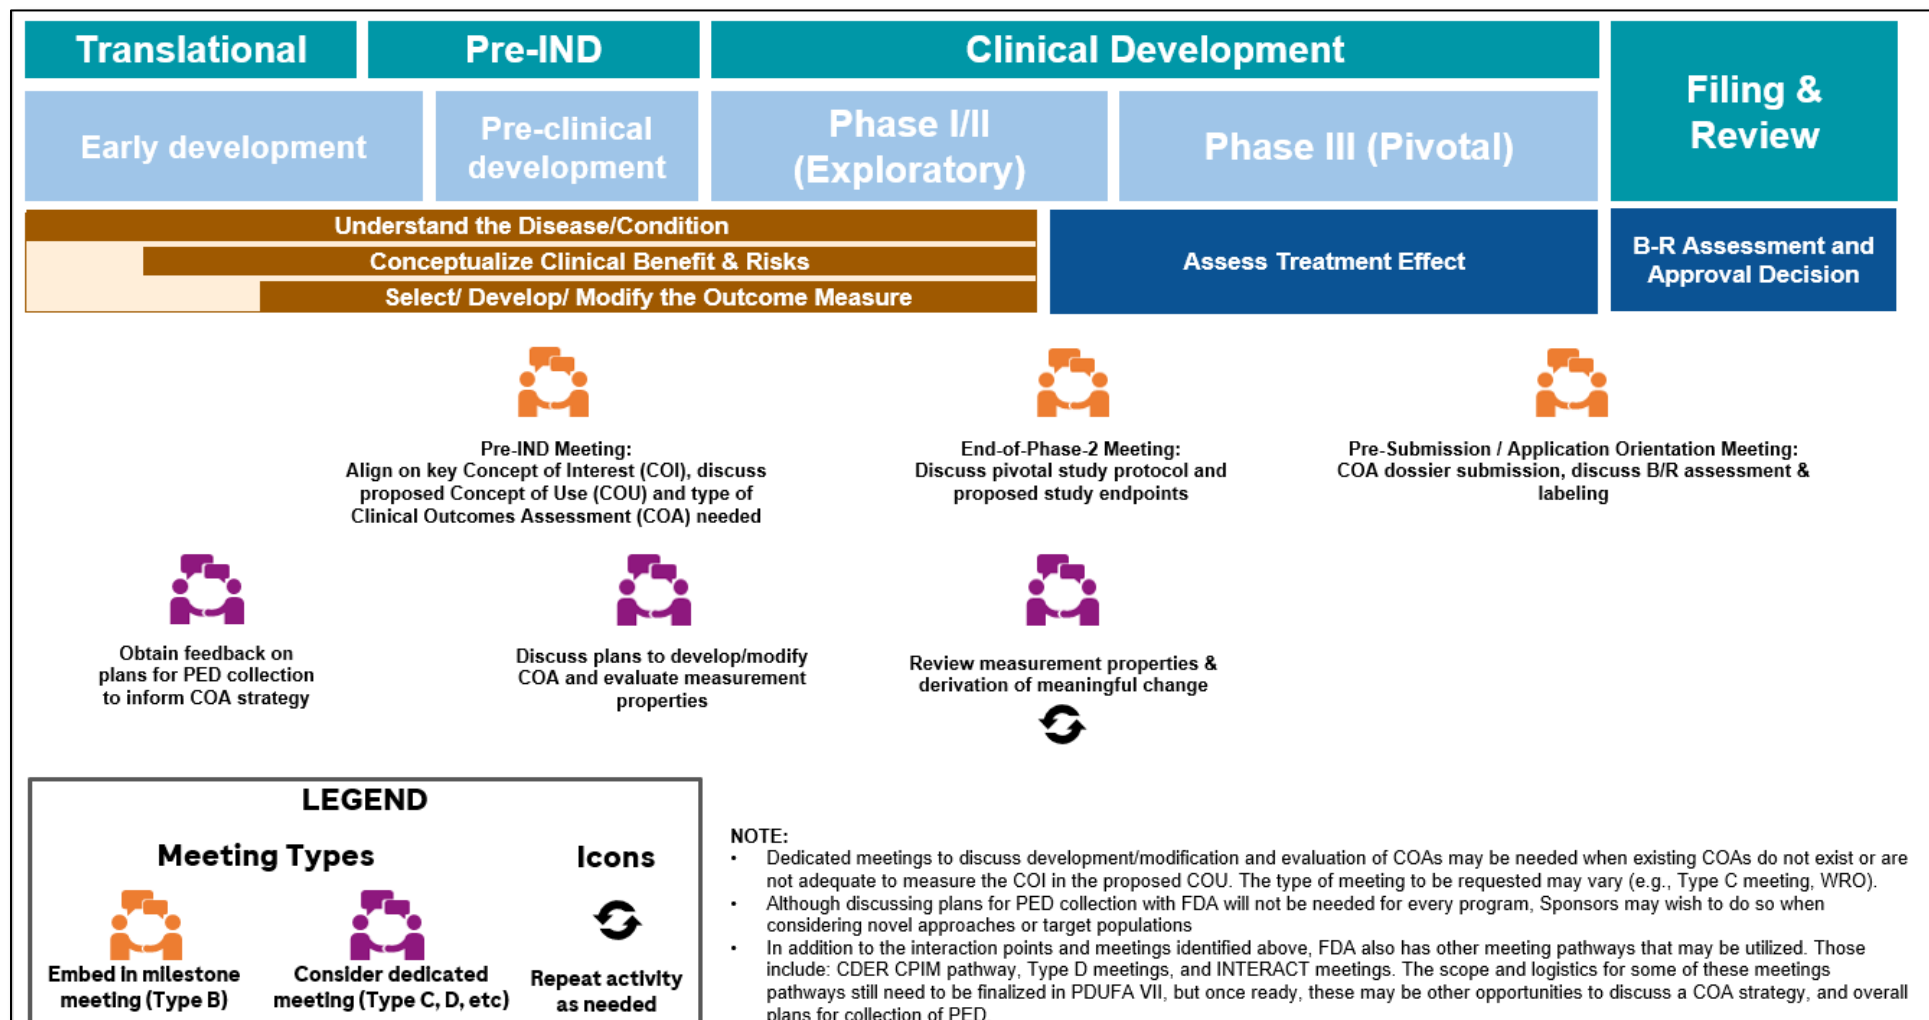 Translational
Pre-IND
Clinical Development
Filing &
Review
Early development
Pre-clinical
development
Phase I/II
(Exploratory)
Phase III (Pivotal)
Understand the Disease/Condition
Conceptualize Clinical Benefit & Risks
Select/ Develop/ Modify the Outcome Measure
Assess Treatment Effect
B-R Assessment and
Approval Decision
Pre-IND Meeting:
Align on key Concept of Interest (COI), discuss
proposed Concept of Use (COU) and type of
Clinical Outcomes Assessment (COA) needed
End-of-Phase-2 Meeting:
Discuss pivotal study protocol and
proposed study endpoints
Pre-Submission / Application Orientation Meeting:
COA dossier submission, discuss B/R assessment &
labeling
Obtain feedback on
plans for PED collection
to inform COA strategy
Discuss plans to develop/modify
COA and evaluate measurement
properties
Review measurement properties &
derivation of meaningful change
LEGEND
Meeting Types
Icons
Embed in milestone
meeting (Type B)
Consider dedicated
meeting (Type C, D, etc)
Repeat activity
as needed
NOTE:
• Dedicated meetings to discuss development/modification and evaluation of COAs may be needed when existing COAs do not exist or are
not adequate to measure the COI in the proposed COU. The type of meeting to be requested may vary (e.g., Type C meeting, WRO).
• Although discussing plans for PED collection with FDA will not be needed for every program, Sponsors may wish to do so when
considering novel approaches or target populations
• In addition to the interaction points and meetings identified above, FDA also has other meeting pathways that may be utilized. Those
include: CDER CPIM pathway, Type D meetings, and INTERACT meetings. The scope and logistics for some of these meetings
pathways still need to be finalized in PDUFA VII, but once ready, these may be other opportunities to discuss a COA strategy, and overall
plans for collection of PED